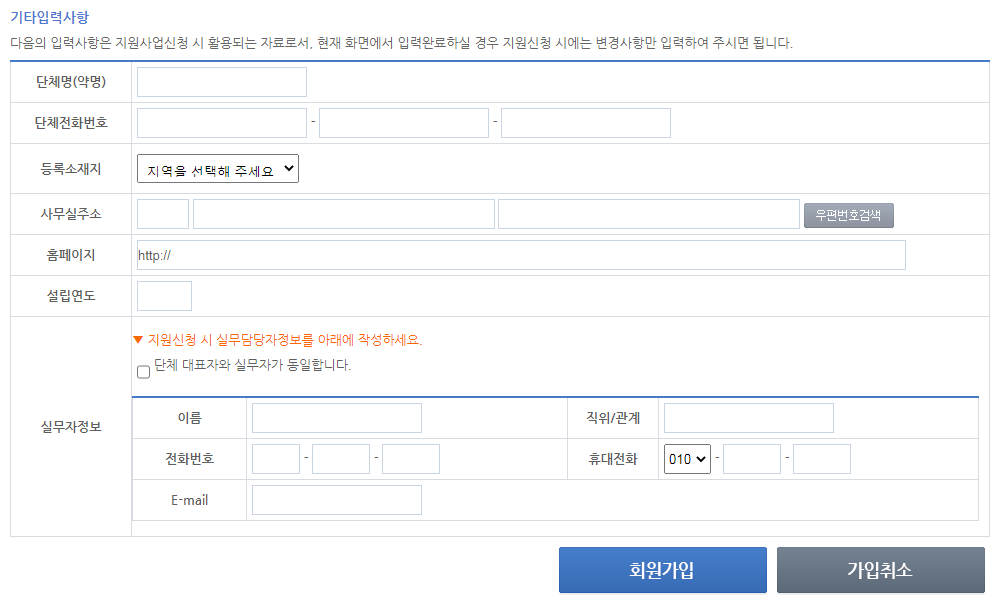 기타입력사항
다음의 입력사항은 지원사업신청 시 활용되는 자료로서, 현재 화면에서 입력완료하실 경우 지원신청 시에는 변경사항만 입력하여 주시면 됩니다.
단체명(약명)
단체전화번호 - -
등록소재지 지역을 선택해 주세요
사무실주소 우편번호검색
홈페이지 http://
설립연도
▼ 지원신청 시 실무담당자정보를 아래에 작성하세요.
단체 대표자와 실무자가 동일합니다.
실무자정보
이름 직위/관계
전화번호 - - 휴대전화 010 - -
E-mail
회원가입 가입취소